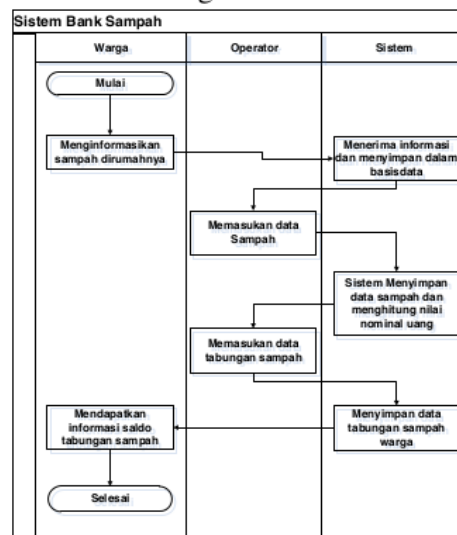 Sistem Bank Sampah
Warga
Operator
Sistem
Mulai
Menginformasikan
sampah dirumahnya
Menerima informasi
dan menyimpan dalam
basisdata
Memasukan data
Sampah
Sistem Menyimpan
data sampah dan
menghitung nilai
nominal uang
Memasukan data
tabungan sampah
Mendapatkan
informasi saldo
tabungan sampah
Menyimpan data
tabungan sampah
warga
Selesai